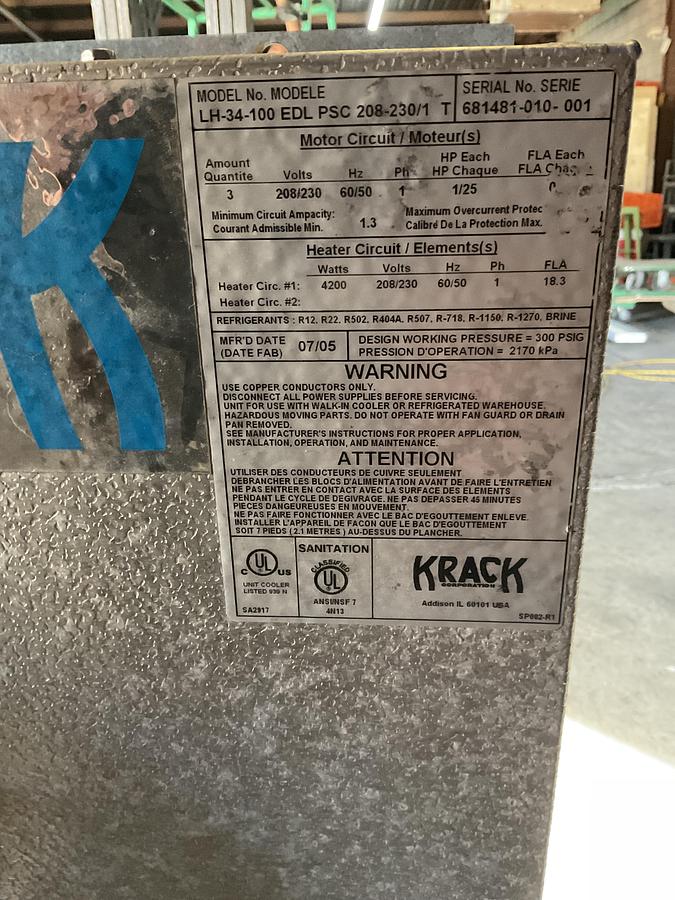 K
MODEL No. MODELE
LH-34-100 EDL PSC 208-230/1 T
SERIAL No. SERIE
681481-010- 001
Motor Circuit / Moteur(s)
Amount Quantite Volts Hz Ph HP Each HP Chaque FLA Each FLA
3 208/230 60/50 1 1/25
Minimum Circuit Ampacity:
Courant Admissible Min. 1.3
Maximum Overcurrent Protec
Calibré De La Protection Max.
Heater Circuit / Elements(s)
Watts Volts Hz Ph FLA
Heater Circ. #1: 4200 208/230 60/50 1 18.3
Heater Circ. #2:
REFRIGERANTS : R12, R22, R502, R404A, R507, R-718, R-1150, R-1270, BRINE
MFR'D DATE
(DATE FAB) 07/05
DESIGN WORKING PRESSURE = 300 PSIG
PRESSION D'OPERATION = 2170 kPa
WARNING
USE COPPER CONDUCTORS ONLY.
DISCONNECT ALL POWER SUPPLIES BEFORE SERVICING.
UNIT FOR USE WITH WALK-IN COOLER OR REFRIGERATED WAREHOUSE.
HAZARDOUS MOVING PARTS. DO NOT OPERATE WITH FAN GUARD OR DRAIN
PAN REMOVED.
SEE MANUFACTURER'S INSTRUCTIONS FOR PROPER APPLICATION,
INSTALLATION, OPERATION, AND MAINTENANCE.
ATTENTION
UTILISER DES CONDUCTEURS DE CUIVRE SEULEMENT
DEBRANCHER LES BLOCS D'ALIMENTATION AVANT DE FAIRE L'ENTRETIEN
NE PAS ENTRER EN CONTACT AVEC LA SURFACE DES ELEMENTS
PENDANT LE CYCLE DE DEGIVRAGE. NE PAS DEPASSER 45 MINUTES
PIECES DANGEUREUSES EN MOUVEMENT.
NE PAS FAIRE FONCTIONNER AVEC LE BAC D'EGOUTTEMENT ENLEVE.
INSTALLER L'APPAREIL DE FACON QUE LE BAC D'EGOUTTEMENT
SOIT 7 PIEDS ( 2.1 METRES ) AU-DESSUS DU PLANCHER.
C UL US
UNIT COOLER
LISTED 939 N
SA2917
SANITATION
CLASSIFIED
UL
ANSI/NSF 7
4N13
KRACK
CORPORATION
Addison IL 60101 USA
SP002-R1